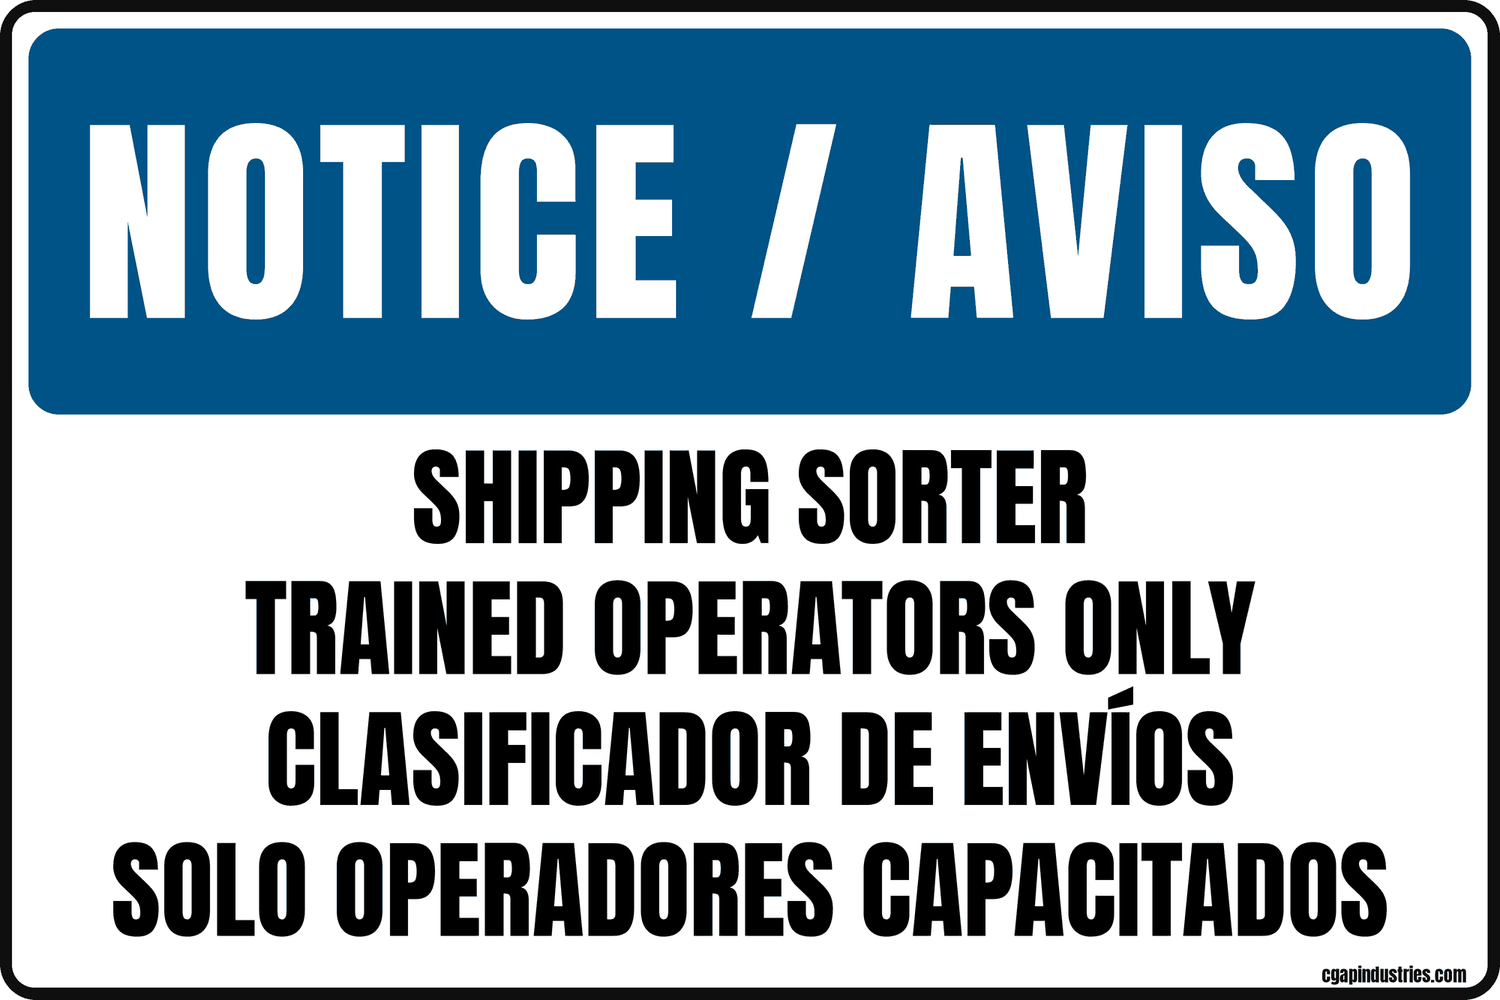 NOTICE / AVISO
SHIPPING SORTER
TRAINED OPERATORS ONLY
CLASIFICADOR DE ENVÍOS
SOLO OPERADORES CAPACITADOS
cgapindustries.com